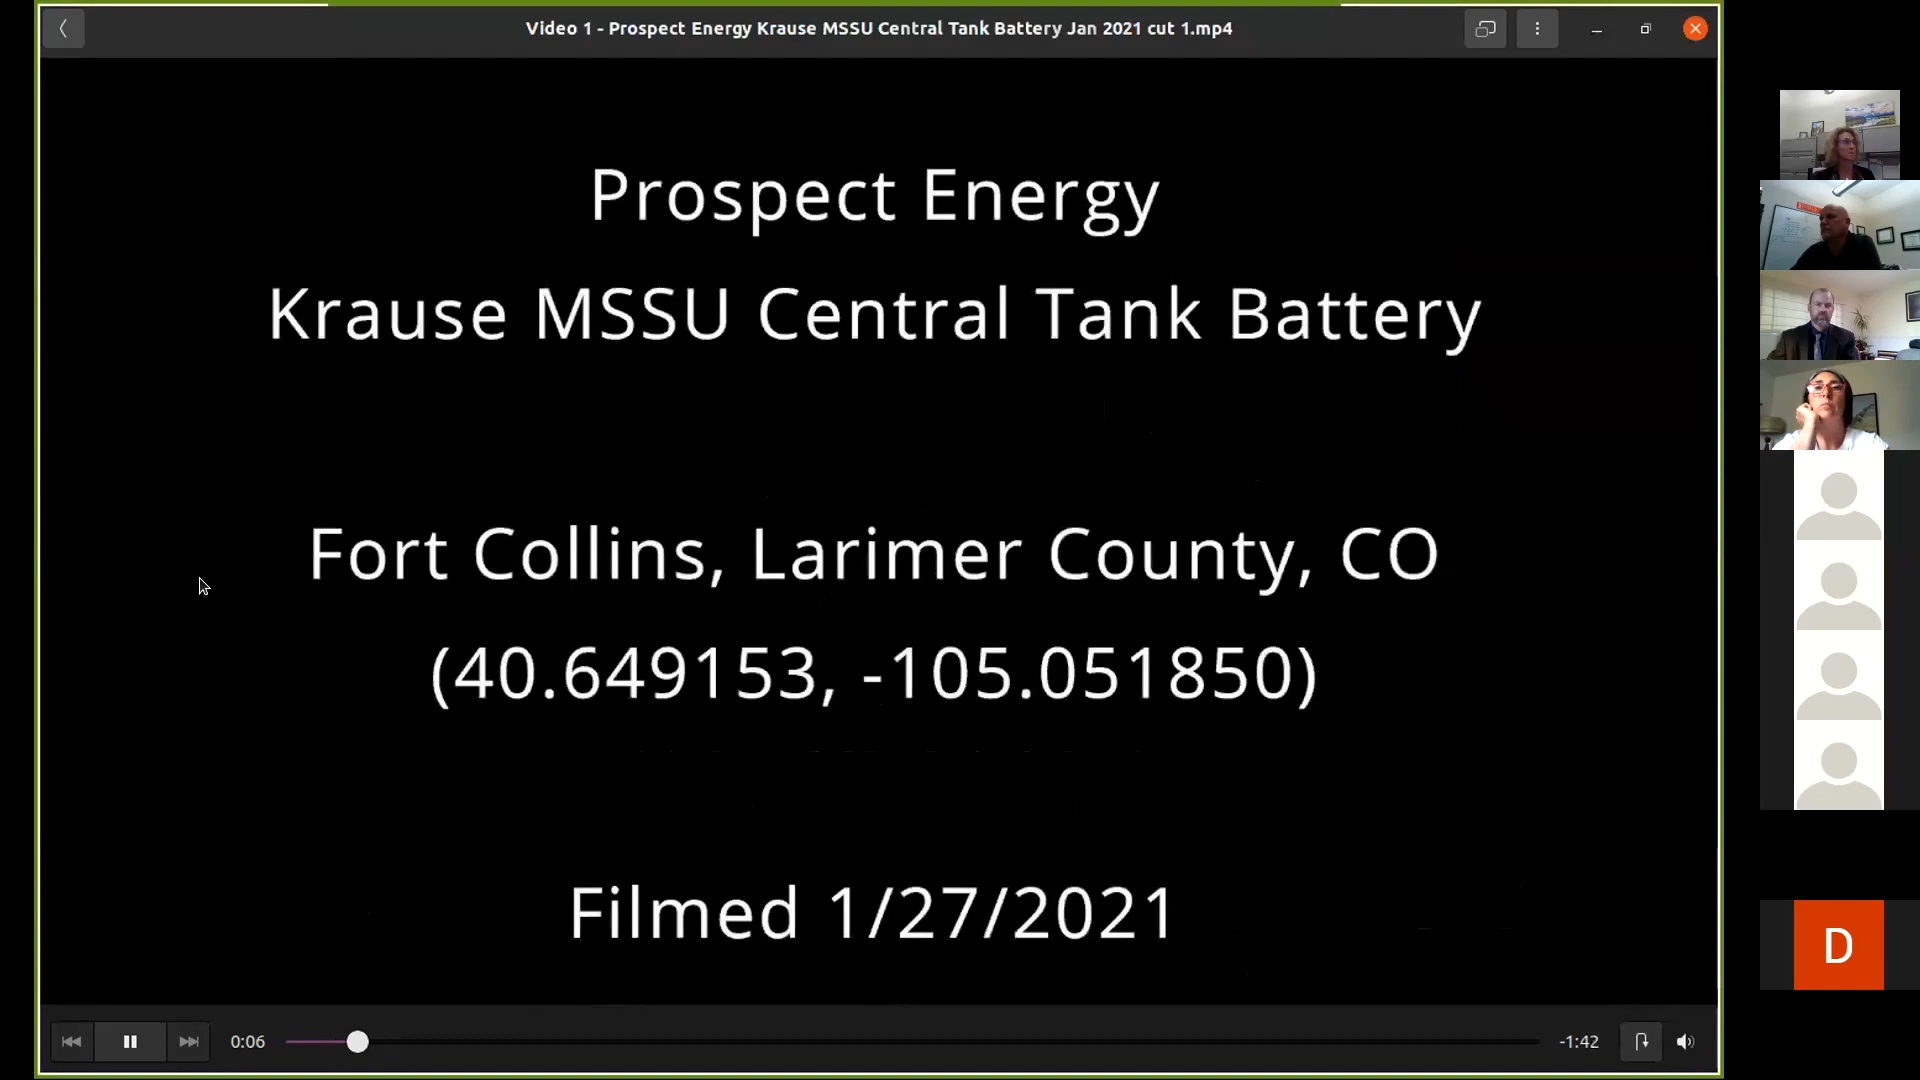 Video 1 - Prospect Energy Krause MSSU Central Tank Battery Jan 2021 cut 1.mp4
Prospect Energy
Krause MSSU Central Tank Battery
Fort Collins, Larimer County, CO
(40.649153, -105.051850)
Filmed 1/27/2021
0:06
-1:42
D